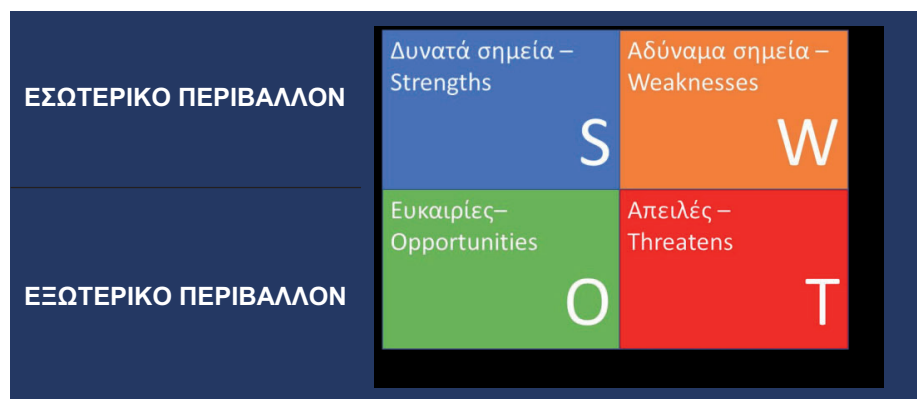 ΕΣΩΤΕΡΙΚΟ ΠΕΡΙΒΑΛΛΟΝ
Δυνατά σημεία –
Strengths
S
Αδύναμα σημεία –
Weaknesses
W
ΕΞΩΤΕΡΙΚΟ ΠΕΡΙΒΑΛΛΟΝ
Ευκαιρίες–
Opportunities
O
Απειλές –
Threatens
T